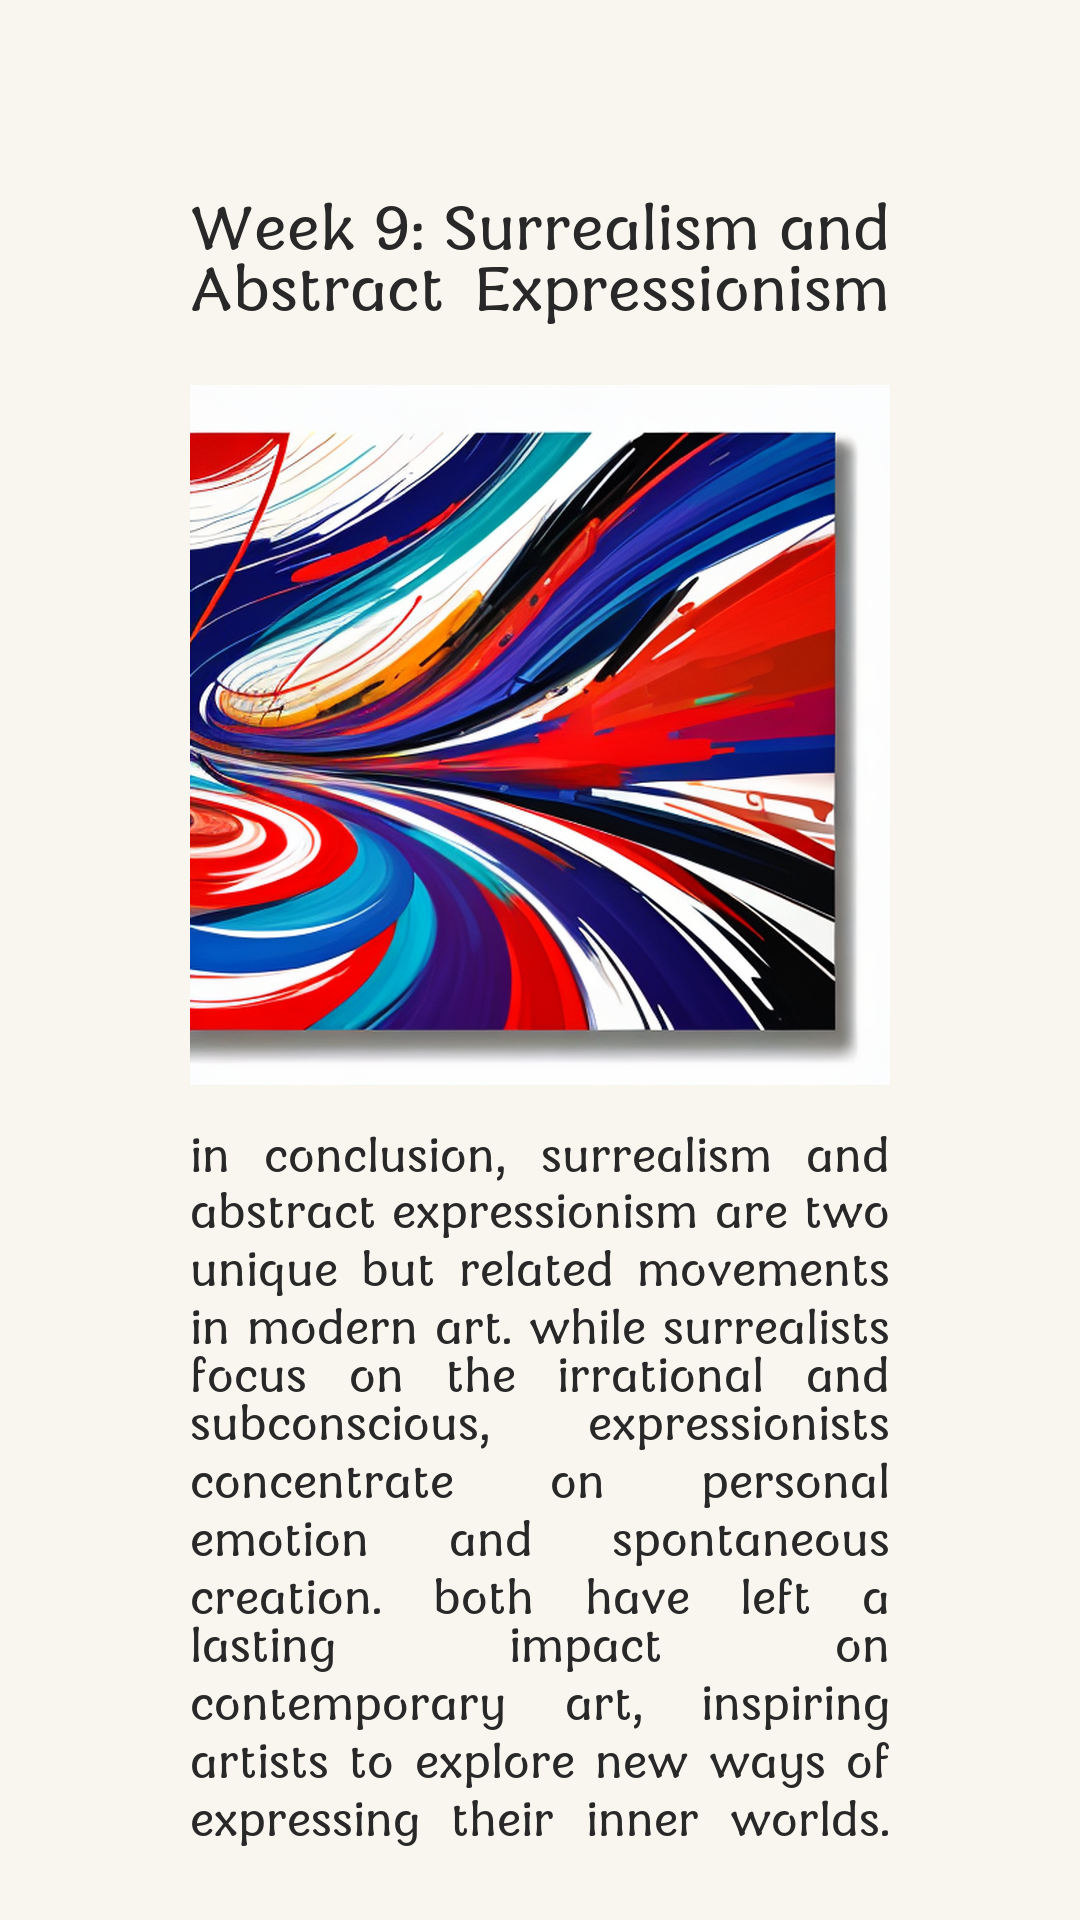 Week 9: Surrealism and
Abstract Expressionism
in conclusion, surrealism and
abstract expressionism are two
unique but related movements
in modern art. while surrealists
focus on the irrational and
subconscious, expressionists
concentrate on personal
emotion and spontaneous
creation. both have left a
lasting impact on
contemporary art, inspiring
artists to explore new ways of
expressing their inner worlds.